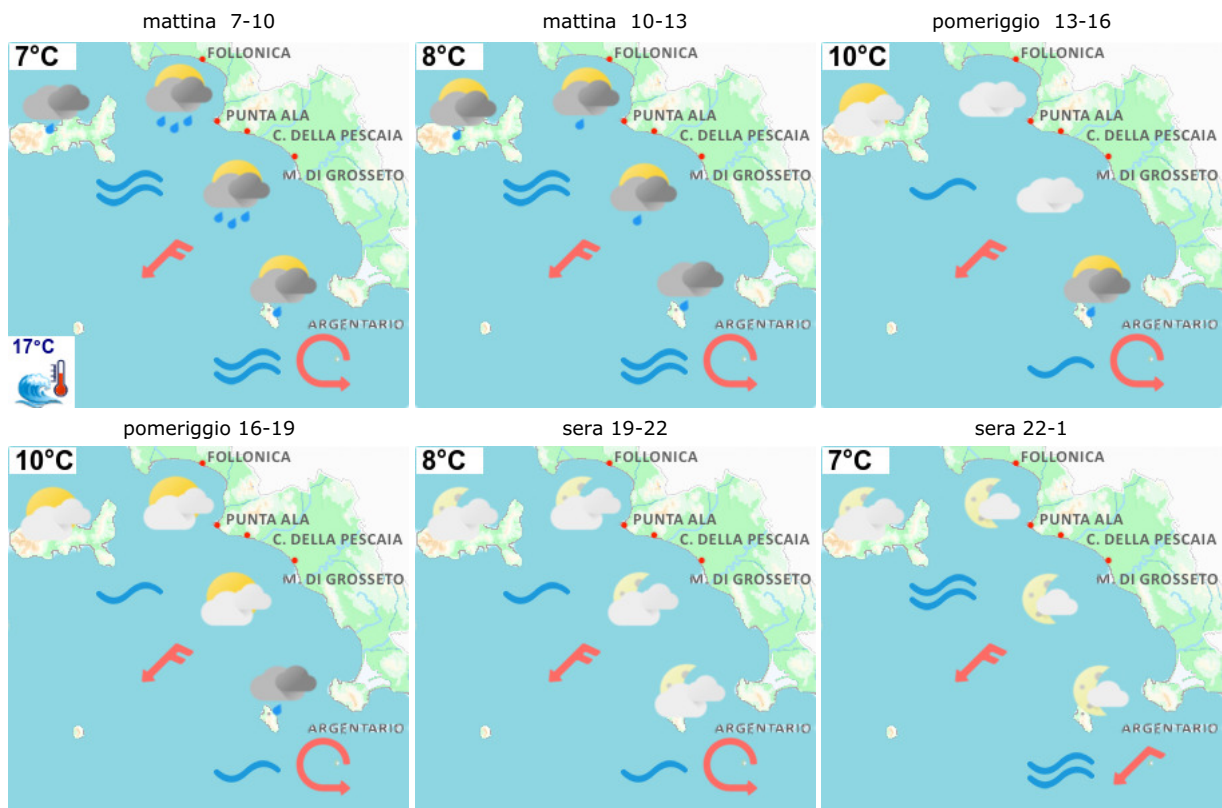 mattina 7-10
7°C
FOLLONICA
PUNTA ALA
C. DELLA PESCAIA
M. DI GROSSETO
ARGENTARIO
17°C
mattina 10-13
8°C
FOLLONICA
PUNTA ALA
C. DELLA PESCAIA
M. DI GROSSETO
ARGENTARIO
pomeriggio 13-16
10°C
FOLLONICA
PUNTA ALA
C. DELLA PESCAIA
M. DI GROSSETO
ARGENTARIO
pomeriggio 16-19
10°C
FOLLONICA
PUNTA ALA
C. DELLA PESCAIA
M. DI GROSSETO
ARGENTARIO
sera 19-22
8°C
FOLLONICA
PUNTA ALA
C. DELLA PESCAIA
M. DI GROSSETO
ARGENTARIO
sera 22-1
7°C
FOLLONICA
PUNTA ALA
C. DELLA PESCAIA
M. DI GROSSETO
ARGENTARIO